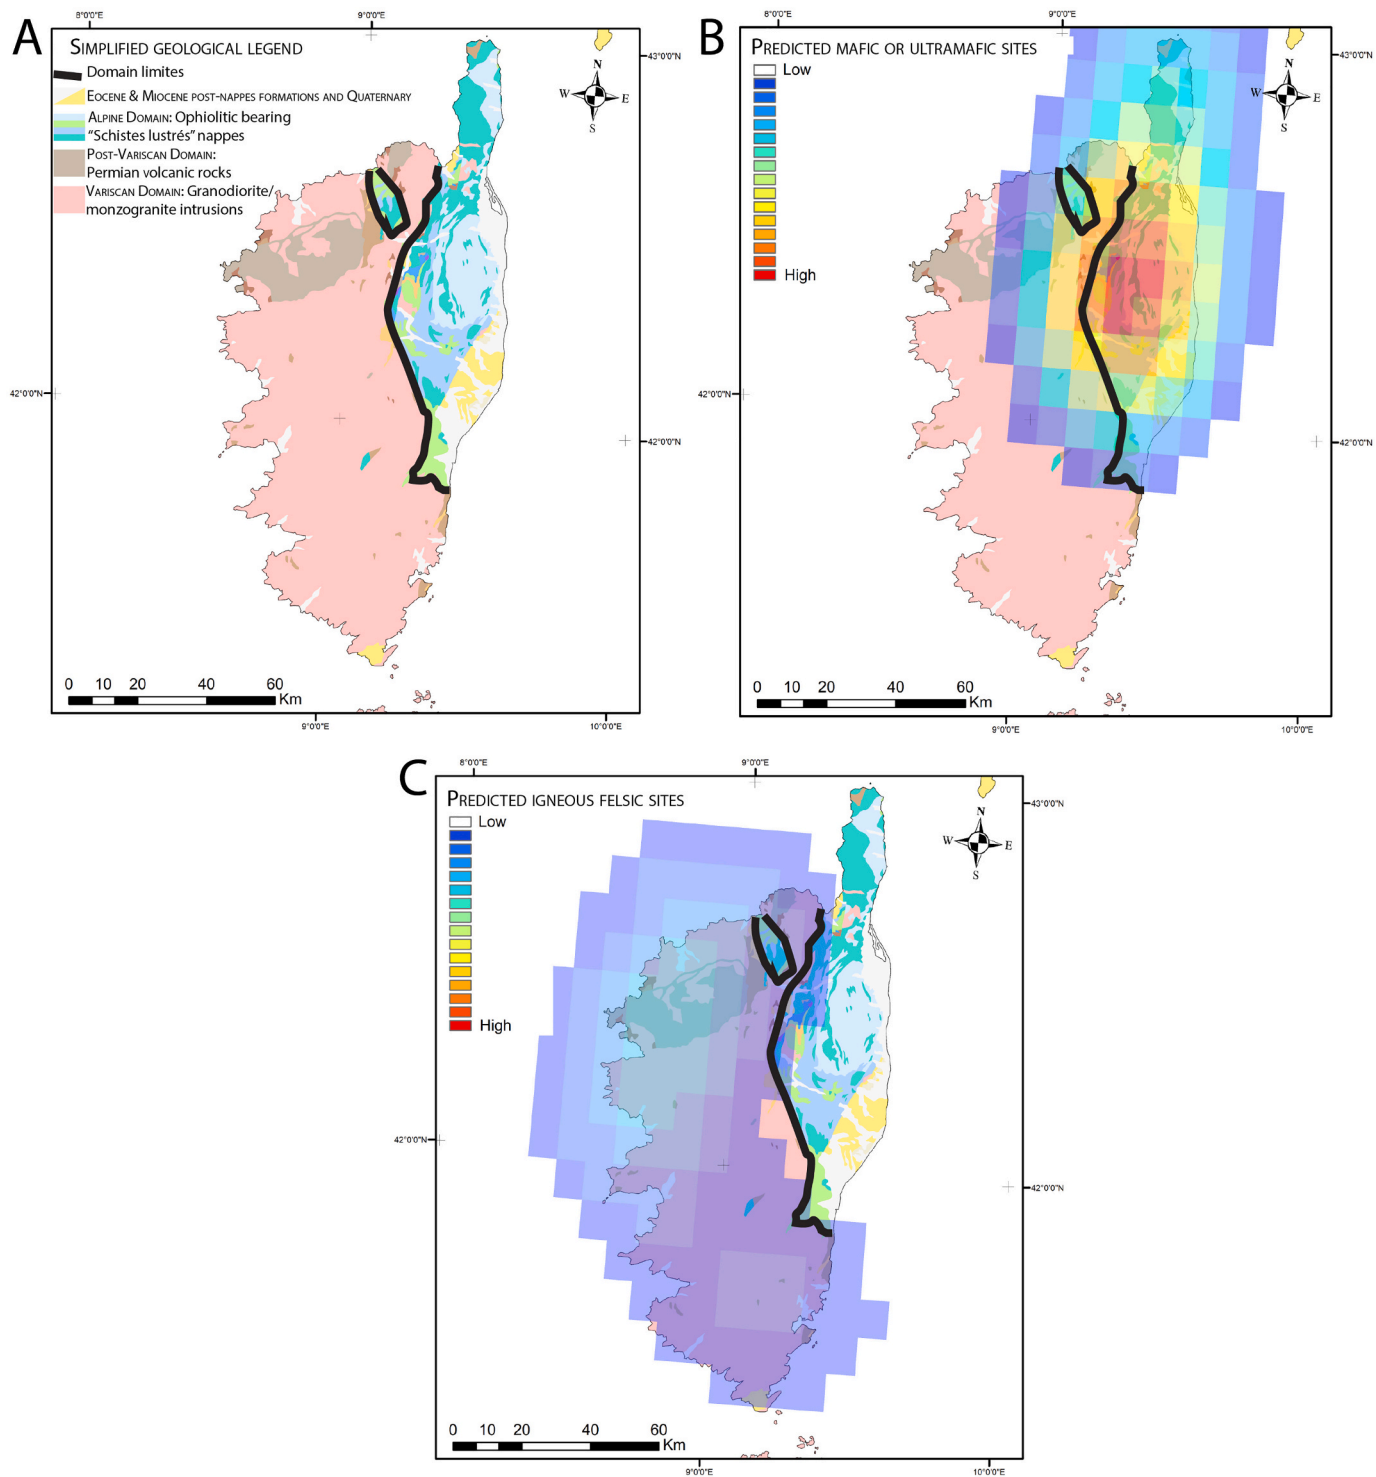 A
8°0'0"E
9°0'0"E
SIMPLIFIED GEOLOGICAL LEGEND
Domain limites
EOCENE & MIOCENE POST-NAPPES FORMATIONS AND QUATERNARY
ALPINE DOMAIN: Ophiolitic bearing
"Schistes lustrés" nappes
POST-VARISCAN DOMAIN:
Permian volcanic rocks
VARISCAN DOMAIN: Granodiorite/
monzogranite intrusions
N
W
E
S
43°0'0"N
42°0'0"N
42°0'0"N
0 10 20 40 60
Km
9°0'0"E
10°0'0"E
B
8°0'0"E
9°0'0"E
PREDICTED MAFIC OR ULTRAMAFIC SITES
Low
High
N
W
E
S
43°0'0"N
42°0'0"N
42°0'0"N
0 10 20 40 60
Km
9°0'0"E
10°0'0"E
C
8°0'0"E
9°0'0"E
PREDICTED IGNEOUS FELSIC SITES
Low
High
N
W
E
S
43°0'0"N
42°0'0"N
42°0'0"N
0 10 20 40 60
Km
9°0'0"E
10°0'0"E